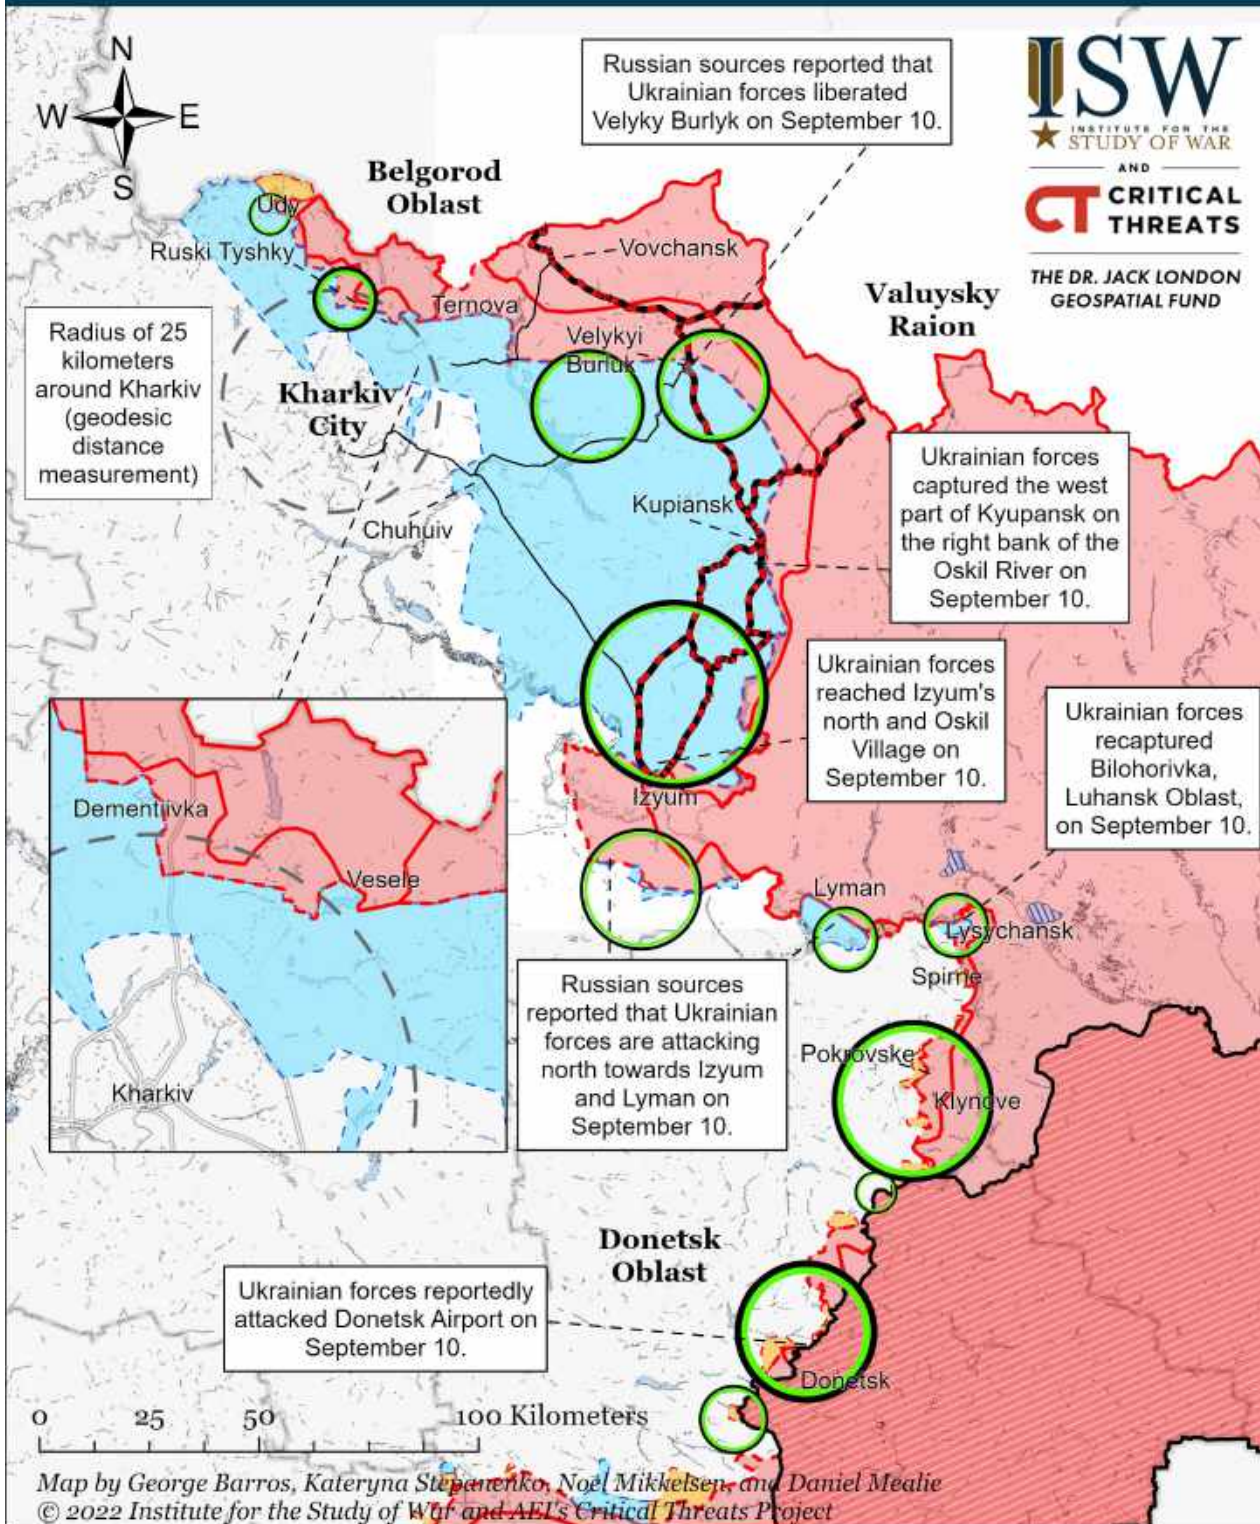 N
W
E
S
Russian sources reported that
Ukrainian forces liberated
Velyky Burlyk on September 10.
ISW
INSTITUTE FOR THE
STUDY OF WAR
AND
CT CRITICAL
THREATS
THE DR. JACK LONDON
GEOSPATIAL FUND
Belgorod
Oblast
Udy
Ruski Tyshky
Vovchansk
Ternova
Valuysky
Raion
Velykyi
Burluk
Radius of 25
kilometers
around Kharkiv
(geodesic
distance
measurement)
Kharkiv
City
Chuhuiv
Kupiansk
Ukrainian forces
captured the west
part of Kyupansk on
the right bank of the
Oskil River on
September 10.
Ukrainian forces
reached Izyum's
north and Oskil
Village on
September 10.
Ukrainian forces
recaptured
Bilohorivka,
Luhansk Oblast,
on September 10.
Izyum
Dementiivka
Vesele
Kharkiv
Lyman
Lysychansk
Spirne
Russian sources
reported that Ukrainian
forces are attacking
north towards Izyum
and Lyman on
September 10.
Pokrovske
Klynove
Donetsk
Oblast
Ukrainian forces reportedly
attacked Donetsk Airport on
September 10.
Donetsk
0 25 50 100 Kilometers
Map by George Barros, Kateryna Stepanenko, Noel Mikkelsen, and Daniel Mealie
© 2022 Institute for the Study of War and AEI's Critical Threats Project